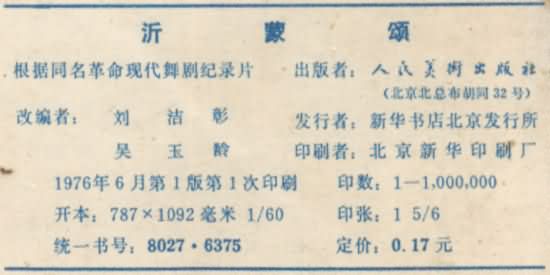 沂蒙颂
根据同名革命现代舞剧纪录片 出版者：人民美術出版社
（北京北总布胡同32号）
改编者：刘洁彰 发行者：新华书店北京发行所
吴玉龄 印刷者：北京新华印刷厂
1976年6月第1版第1次印刷 印数：1—1,000,000
开本：787×1092毫米 1/60 印张：1 5/6
统一书号：8027·6375 定价：0.17元